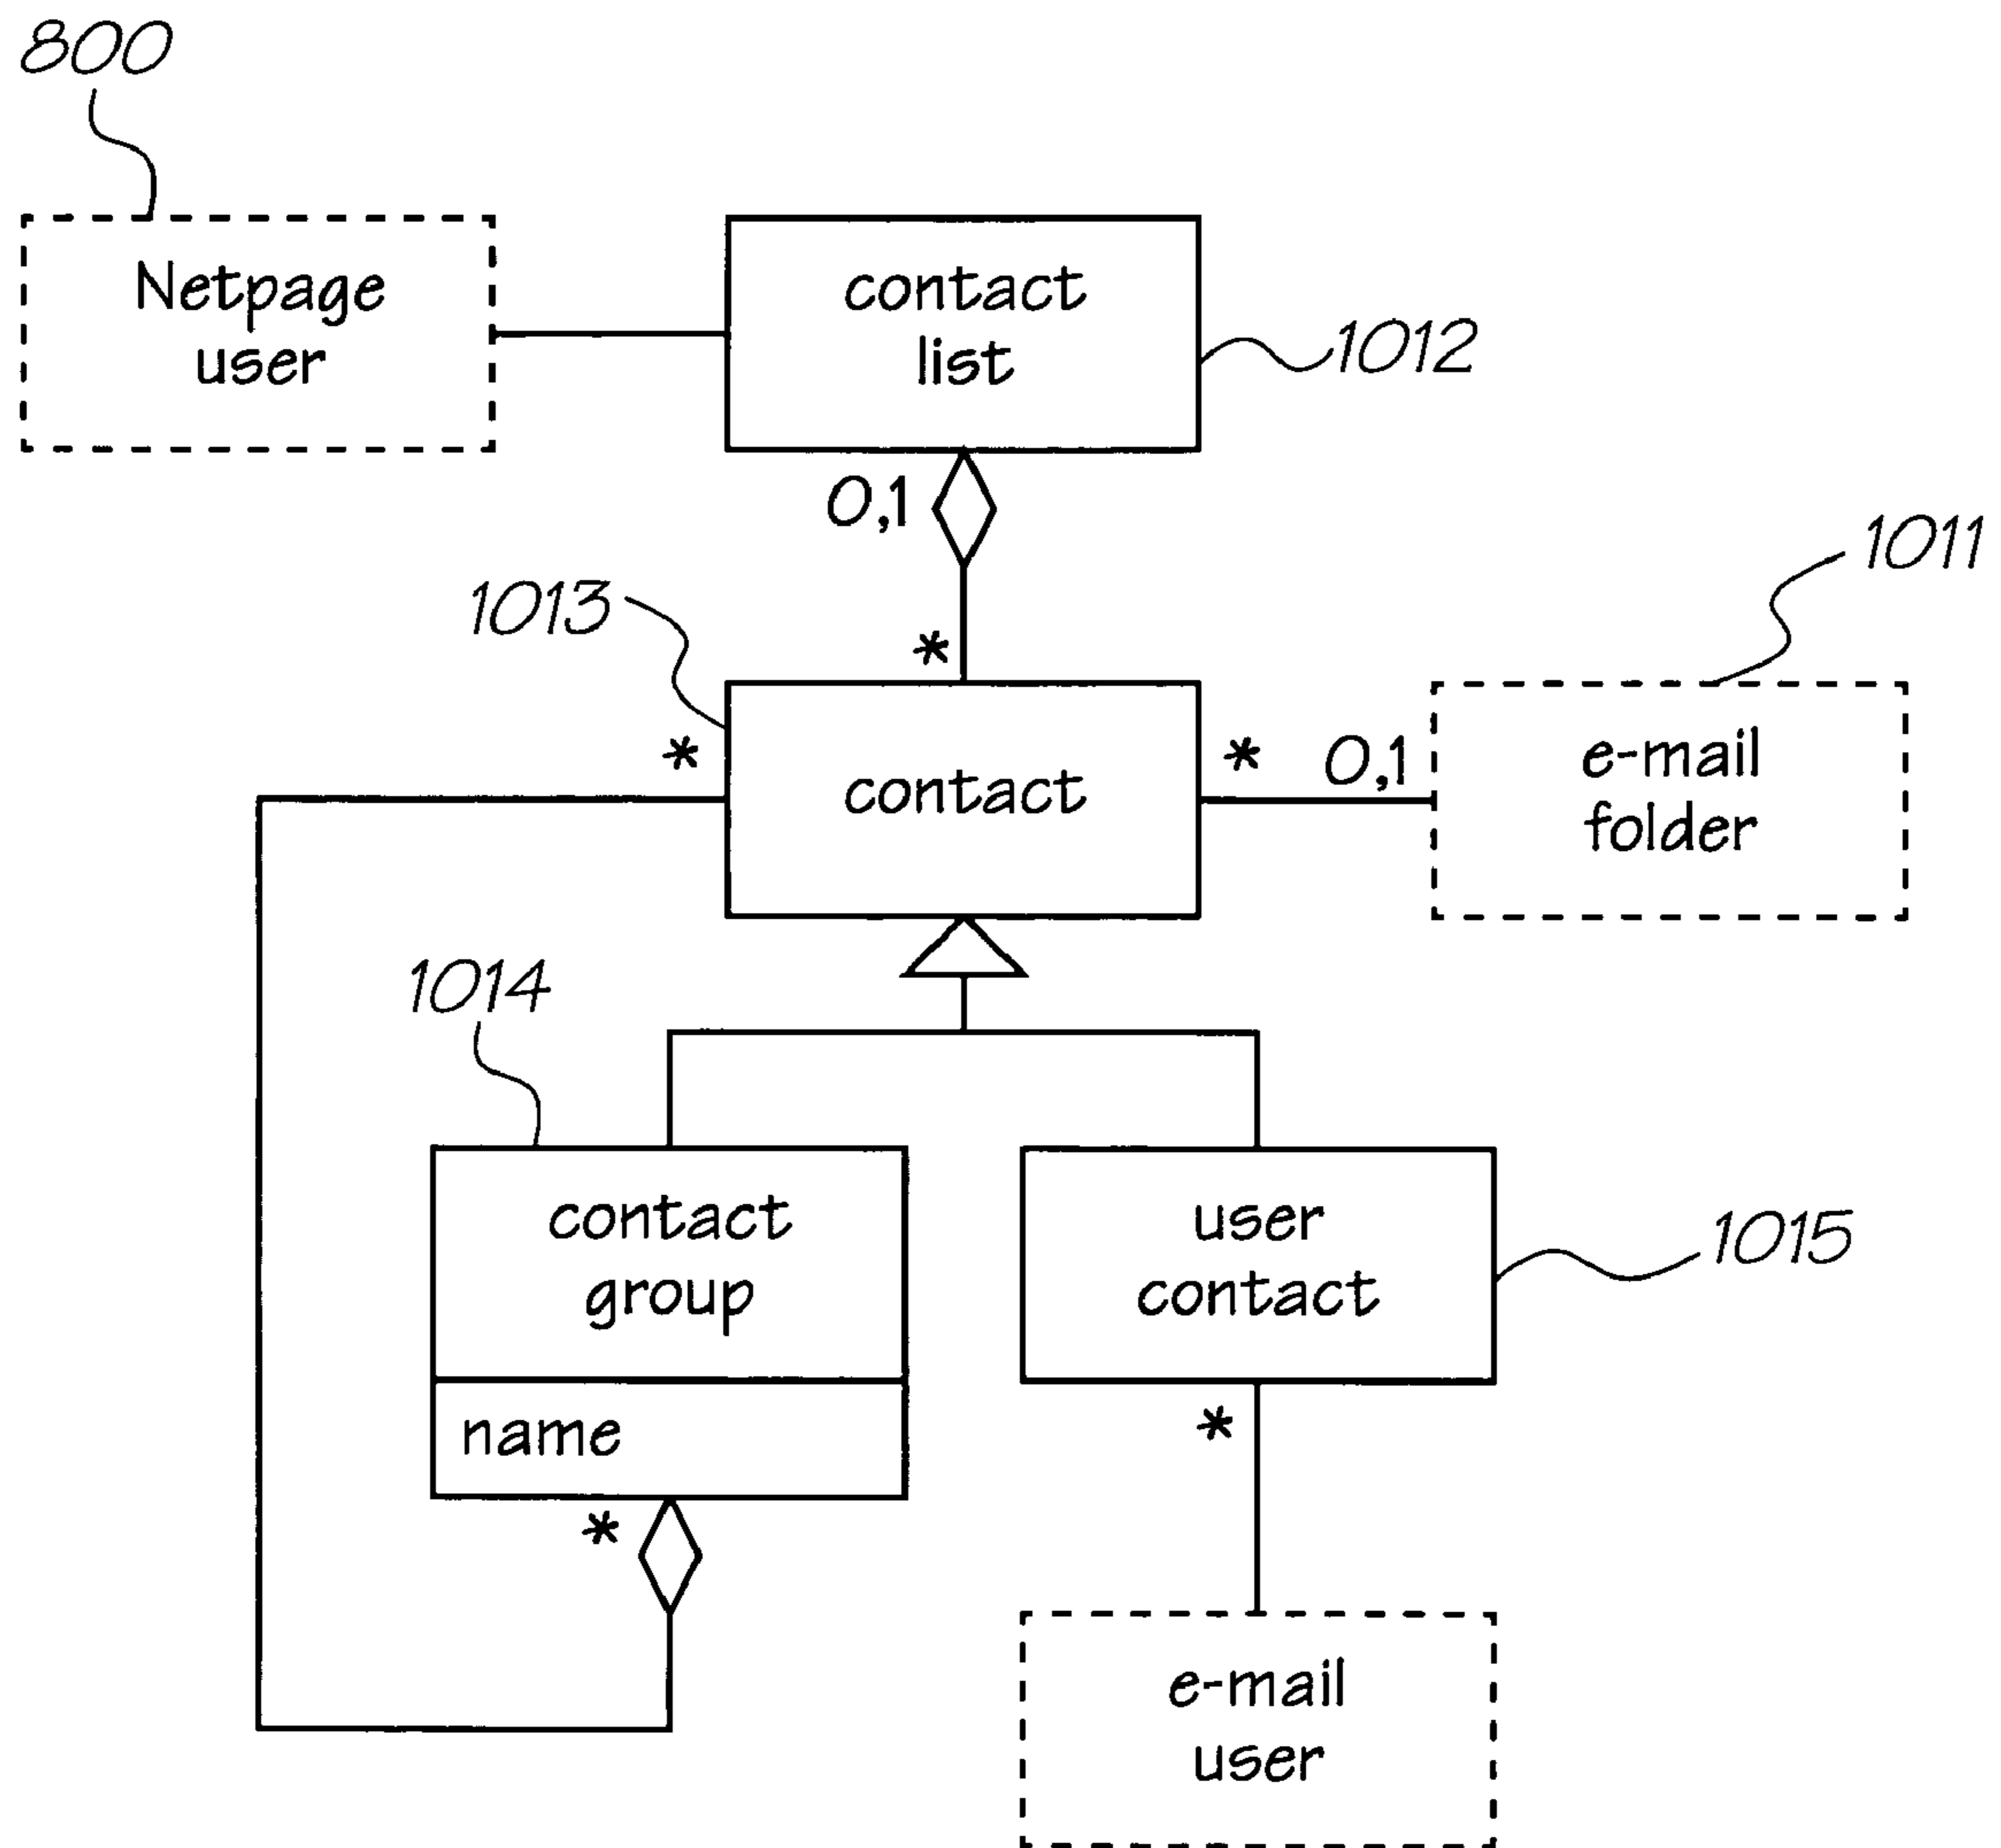 800
Netpage
user
contact
list
1012
0,1
*
1013
1011
*
contact
*
0,1
e-mail
folder
1014
contact
group
name
*
user
contact
1015
*
e-mail
user